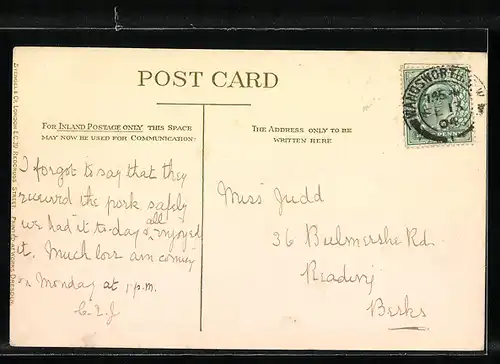 POST CARD
FOR INLAND POSTAGE ONLY THIS SPACE
MAY NOW BE USED FOR COMMUNICATION.
THE ADDRESS ONLY TO BE
WRITTEN HERE
WANDSWORTH S.W
PENNY
I forgot to say that they
received the pork safely
we had it to-day & all enjoyed
it. Much love am coming
on Monday at 1 p.m.
Miss Judd
36 Bulmershe Rd.
Reading
Berks